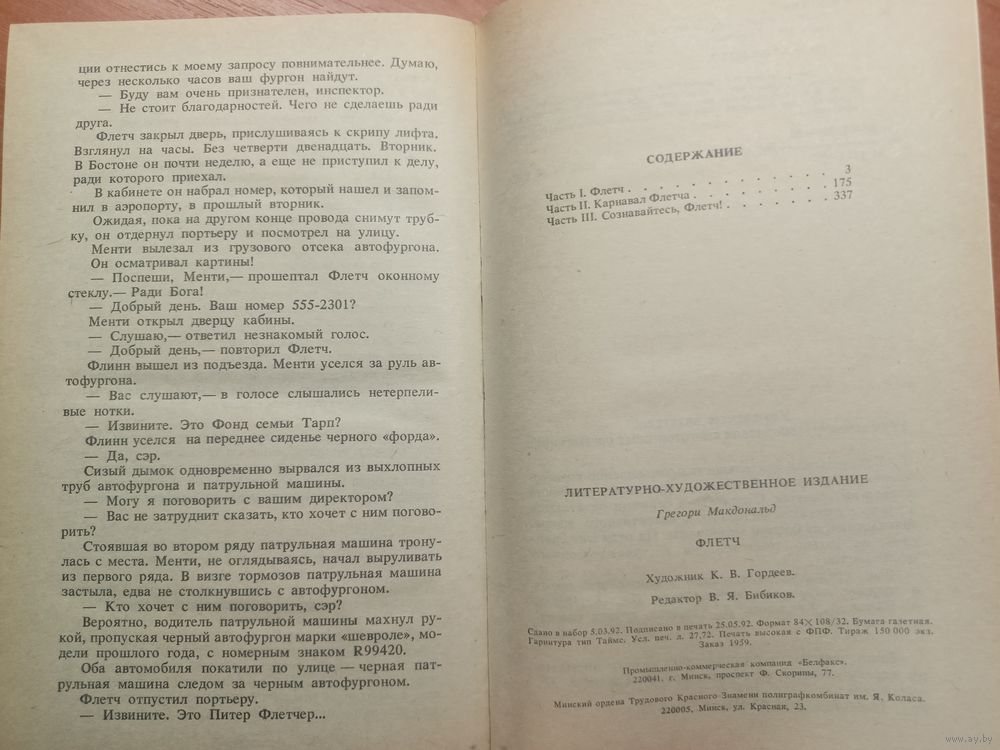 ции отнестись к моему запросу повнимательнее. Думаю,
через несколько часов ваш фургон найдут.
— Буду вам очень признателен, инспектор.
— Не стоит благодарностей. Чего не сделаешь ради
друга.
Флетч закрыл дверь, прислушиваясь к скрипу лифта.
Взглянул на часы. Без четверти двенадцать. Вторник.
В Бостоне он почти неделю, а еще не приступил к делу,
ради которого приехал.
В кабинете он набрал номер, который нашел и запом-
нил в аэропорту, в прошлый вторник.
Ожидая, пока на другом конце провода снимут труб-
ку, он отдернул портьеру и посмотрел на улицу.
Менти вылезал из грузового отсека автофургона.
Он осматривал картины!
— Поспеши, Менти,— прошептал Флетч оконному
стеклу.— Ради Бога!
— Добрый день. Ваш номер 555-2301?
Менти открыл дверцу кабины.
— Слушаю,— ответил незнакомый голос.
— Добрый день,— повторил Флетч.
Флинн вышел из подъезда. Менти уселся за руль ав-
тофургона.
— Вас слушают,— в голосе слышались нетерпели-
вые нотки.
— Извините. Это Фонд семьи Тарп?
Флинн уселся на переднее сиденье черного «форда».
— Да, сэр.
Сизый дымок одновременно вырвался из выхлопных
труб автофургона и патрульной машины.
— Могу я поговорить с вашим директором?
— Вас не затруднит сказать, кто хочет с ним погово-
рить?
Стоявшая во втором ряду патрульная машина трону-
лась с места. Менти, не оглядываясь, начал выруливать
из первого ряда. В визге тормозов патрульная машина
застыла, едва не столкнувшись с автофургоном.
— Кто хочет с ним поговорить, сэр?
Вероятно, водитель патрульной машины махнул ру-
кой, пропуская черный автофургон марки «шевроле», мо-
дели прошлого года, с номерным знаком R99420.
Оба автомобиля покатили по улице — черная пат-
рульная машина следом за черным автофургоном.
Флетч отпустил портьеру.
— Извините. Это Питер Флетчер...
СОДЕРЖАНИЕ
Часть I. Флетч . . . . . . . . . . . . 3
Часть II. Карнавал Флетча . . . . . . . . 175
Часть III. Сознавайтесь, Флетч! . . . . . . . 337
ЛИТЕРАТУРНО-ХУДОЖЕСТВЕННОЕ ИЗДАНИЕ
Грегори Макдональд
ФЛЕТЧ
Художник К. В. Гордеев.
Редактор В. Я. Бибиков.
Сдано в набор 5.03.92. Подписано в печать 25.05.92. Формат 84×108/32. Бумага газетная.
Гарнитура тип Таймс. Усл. печ. л. 27,72. Печать высокая с ФПФ. Тираж 150 000 экз.
Заказ 1959.
Промышленно-коммерческая компания «Белфакс».
220041. г. Минск, проспект Ф. Скорины, 77.
Минский ордена Трудового Красного Знамени полиграфкомбинат им. Я. Коласа.
220005, Минск, ул. Красная, 23.
www.ay.by